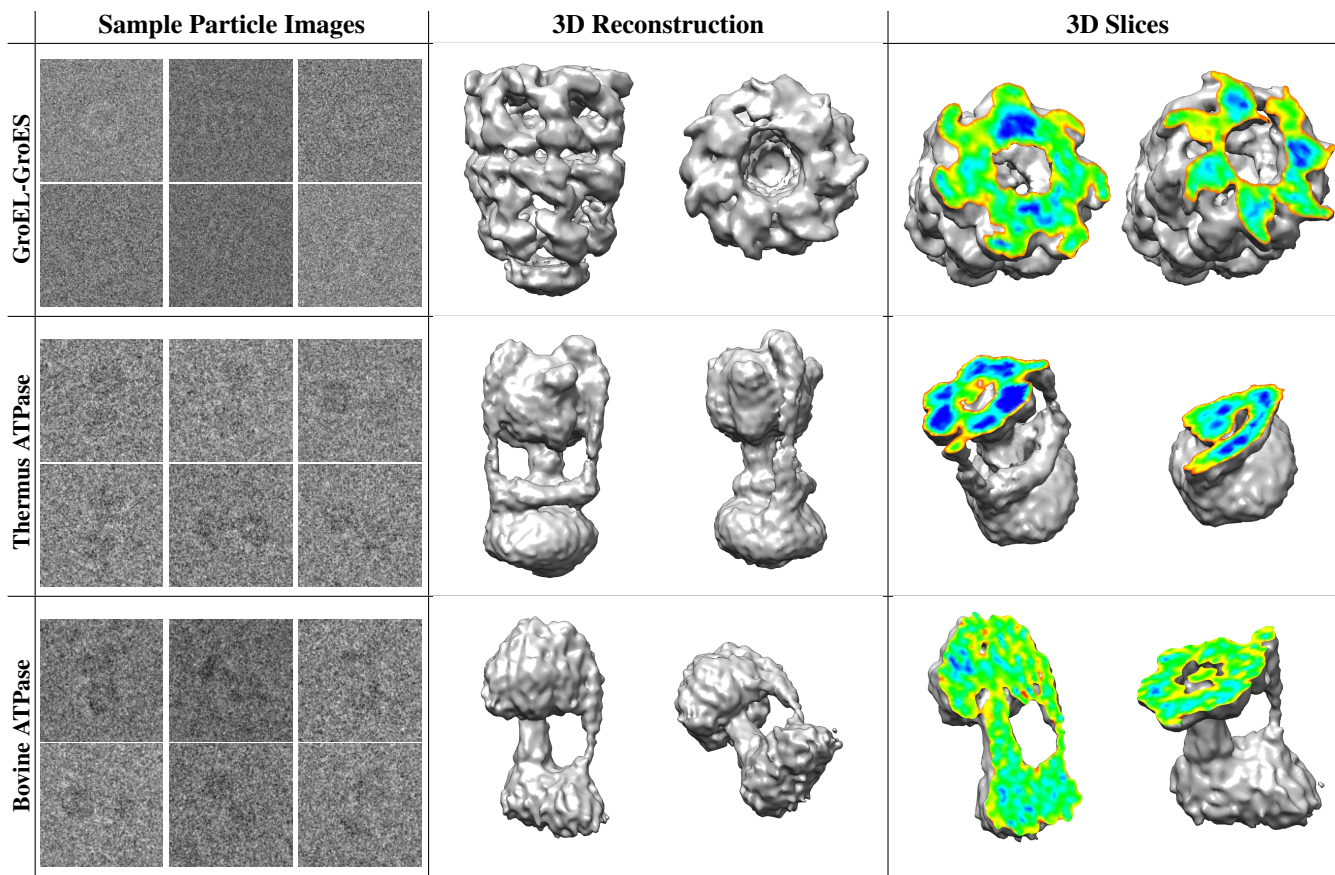 Sample Particle Images
3D Reconstruction
3D Slices
GroEL-GroES
Thermus ATPase
Bovine ATPase